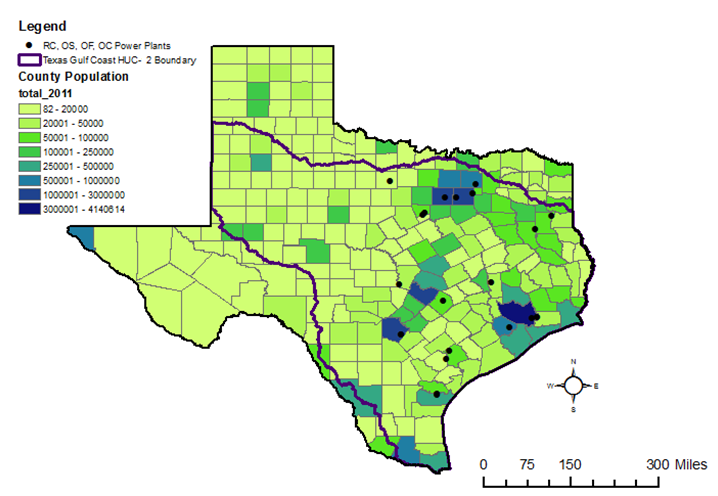 Legend
RC, OS, OF, OC Power Plants
Texas Gulf Coast HUC- 2 Boundary
County Population
total_2011
82 - 20000
20001 - 50000
50001 - 100000
100001 - 250000
250001 - 500000
500001 - 1000000
1000001 - 3000000
3000001 - 4140614
N
W E
S
0 75 150 300 Miles